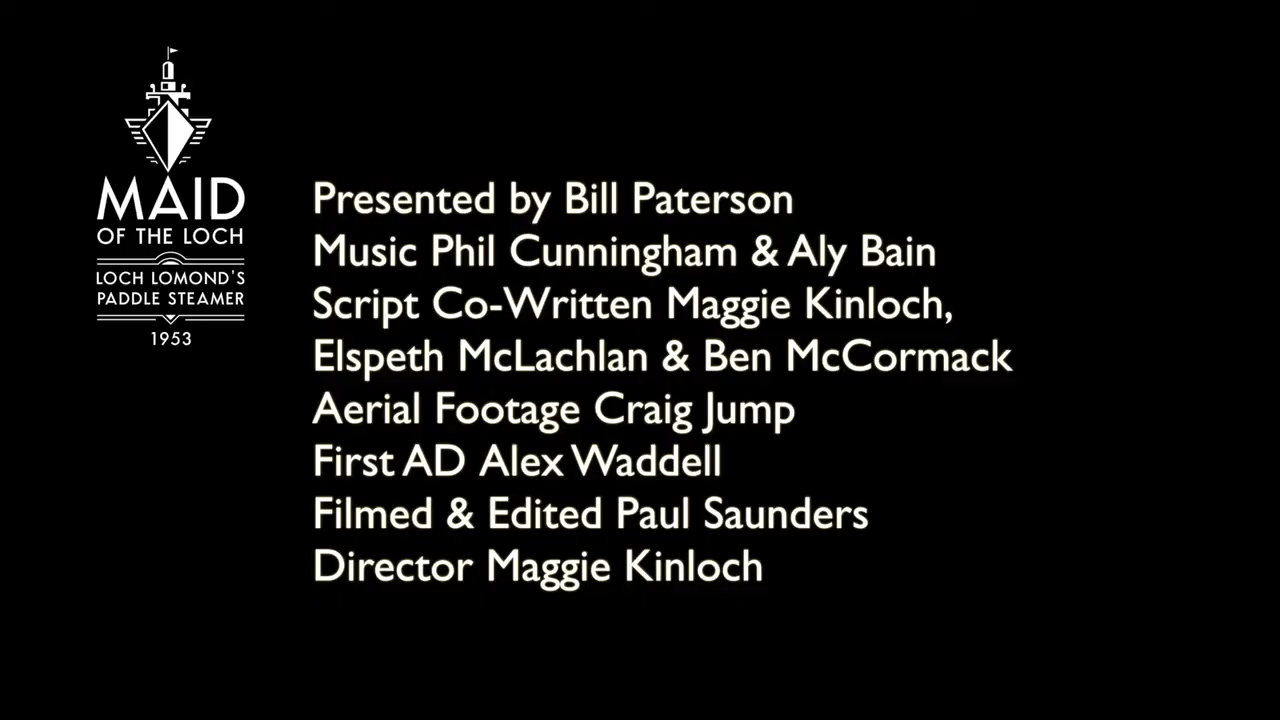 MAID
OF THE LOCH
LOCH LOMOND'S
PADDLE STEAMER
1953
Presented by Bill Paterson
Music Phil Cunningham & Aly Bain
Script Co-Written Maggie Kinloch,
Elspeth McLachlan & Ben McCormack
Aerial Footage Craig Jump
First AD Alex Waddell
Filmed & Edited Paul Saunders
Director Maggie Kinloch